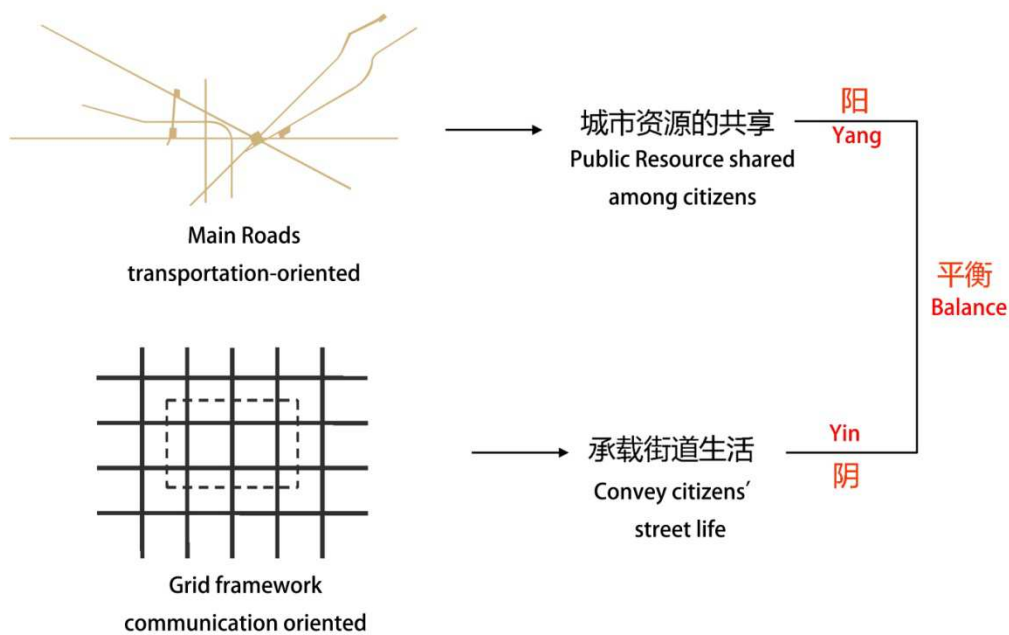 Main Roads
transportation-oriented
城市资源的共享
Public Resource shared
among citizens
阳
Yang
平衡
Balance
Grid framework
communication oriented
承载街道生活
Convey citizens′
street life
Yin
阴